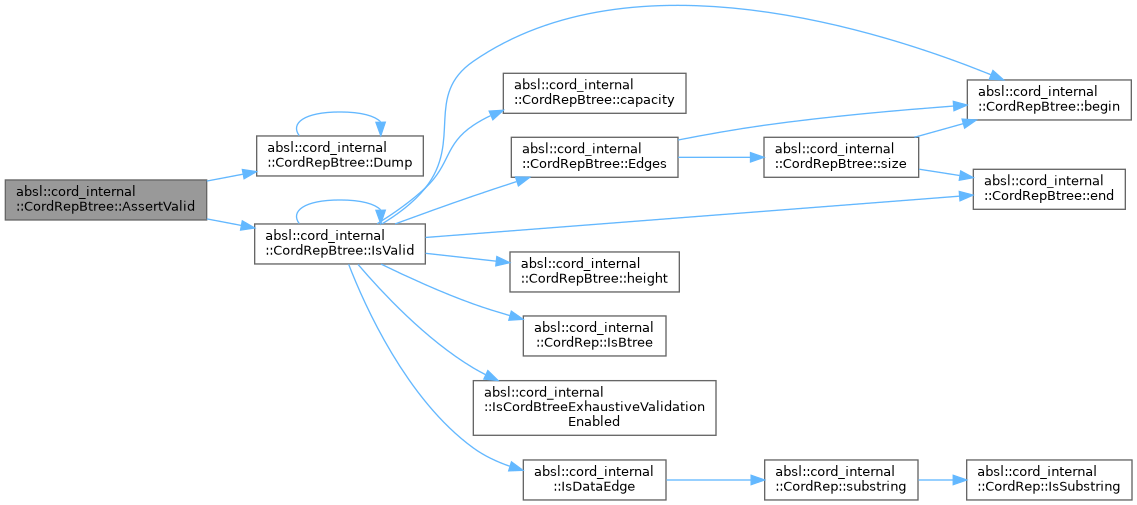 absl::cord_internal
::CordRepBtree::AssertValid
absl::cord_internal
::CordRepBtree::Dump
absl::cord_internal
::CordRepBtree::IsValid
absl::cord_internal
::CordRepBtree::capacity
absl::cord_internal
::CordRepBtree::Edges
absl::cord_internal
::CordRepBtree::height
absl::cord_internal
::CordRep::IsBtree
absl::cord_internal
::IsCordBtreeExhaustiveValidation
Enabled
absl::cord_internal
::IsDataEdge
absl::cord_internal
::CordRepBtree::size
absl::cord_internal
::CordRep::substring
absl::cord_internal
::CordRepBtree::begin
absl::cord_internal
::CordRepBtree::end
absl::cord_internal
::CordRep::IsSubstring